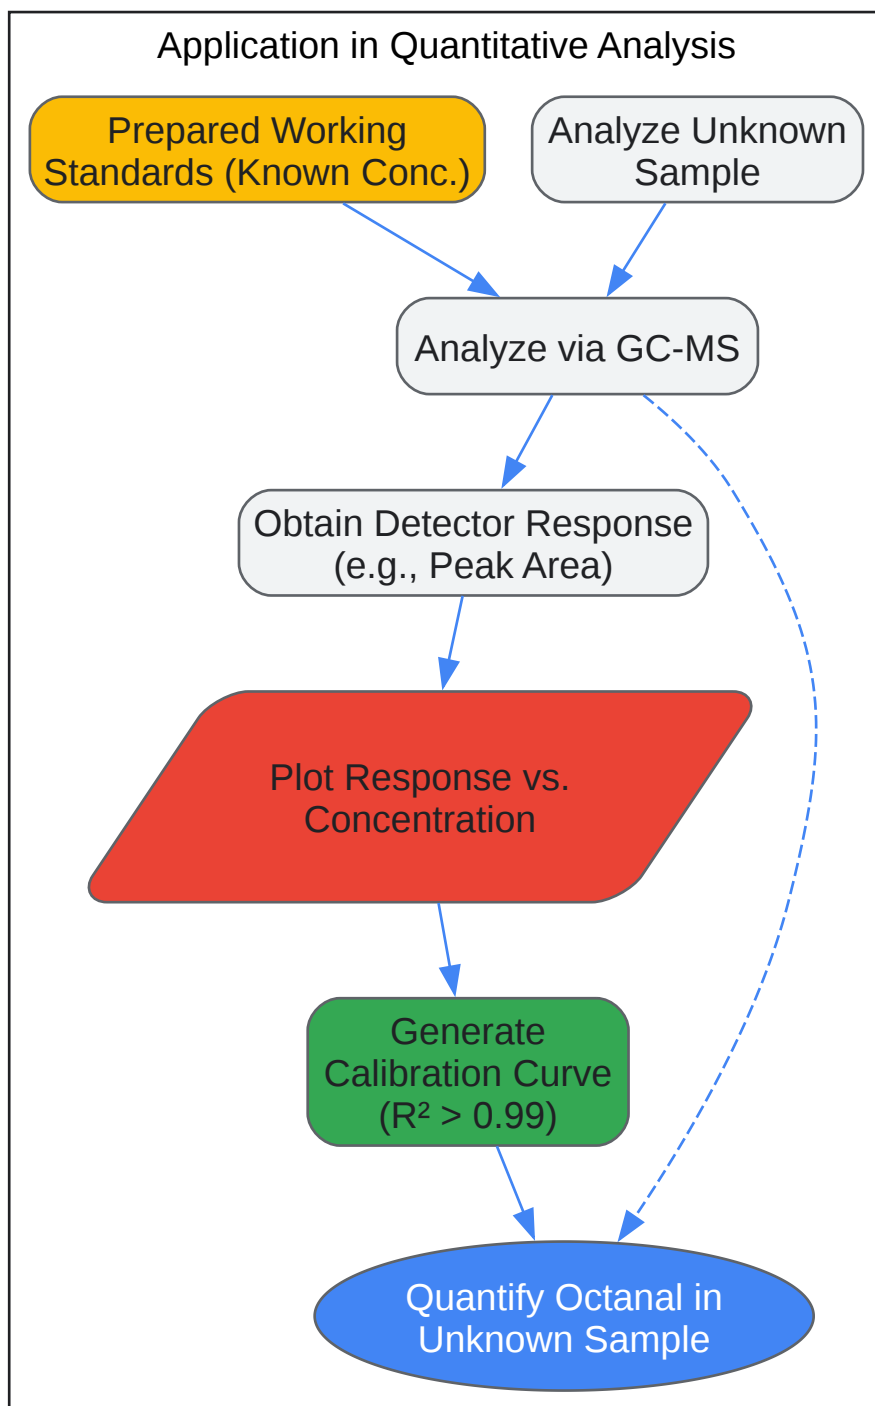 Application in Quantitative Analysis
Prepared Working
Standards (Known Conc.)
Analyze Unknown
Sample
Analyze via GC-MS
Obtain Detector Response
(e.g., Peak Area)
Plot Response vs.
Concentration
Generate
Calibration Curve
(R² > 0.99)
Quantify Octanal in
Unknown Sample